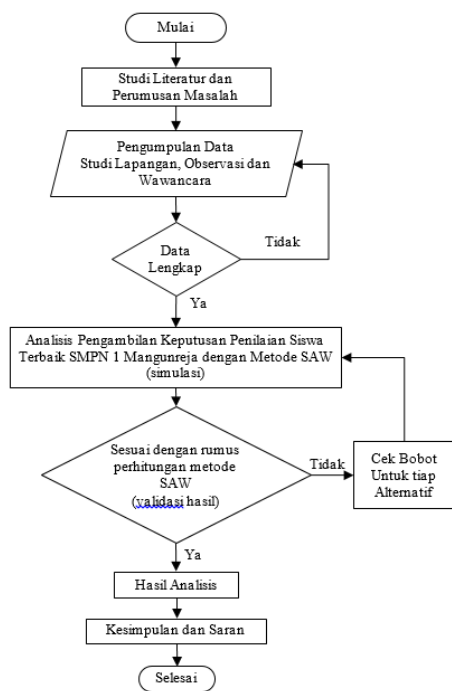 Mulai
Studi Literatur dan
Perumusan Masalah
Pengumpulan Data
Studi Lapangan, Observasi dan
Wawancara
Data
Lengkap
Tidak
Ya
Analisis Pengambilan Keputusan Penilaian Siswa
Terbaik SMPN 1 Mangunreja dengan Metode SAW
(simulasi)
Sesuai dengan rumus
perhitungan metode
SAW
(validasi hasil)
Tidak
Cek Bobot
Untuk tiap
Alternatif
Ya
Hasil Analisis
Kesimpulan dan Saran
Selesai